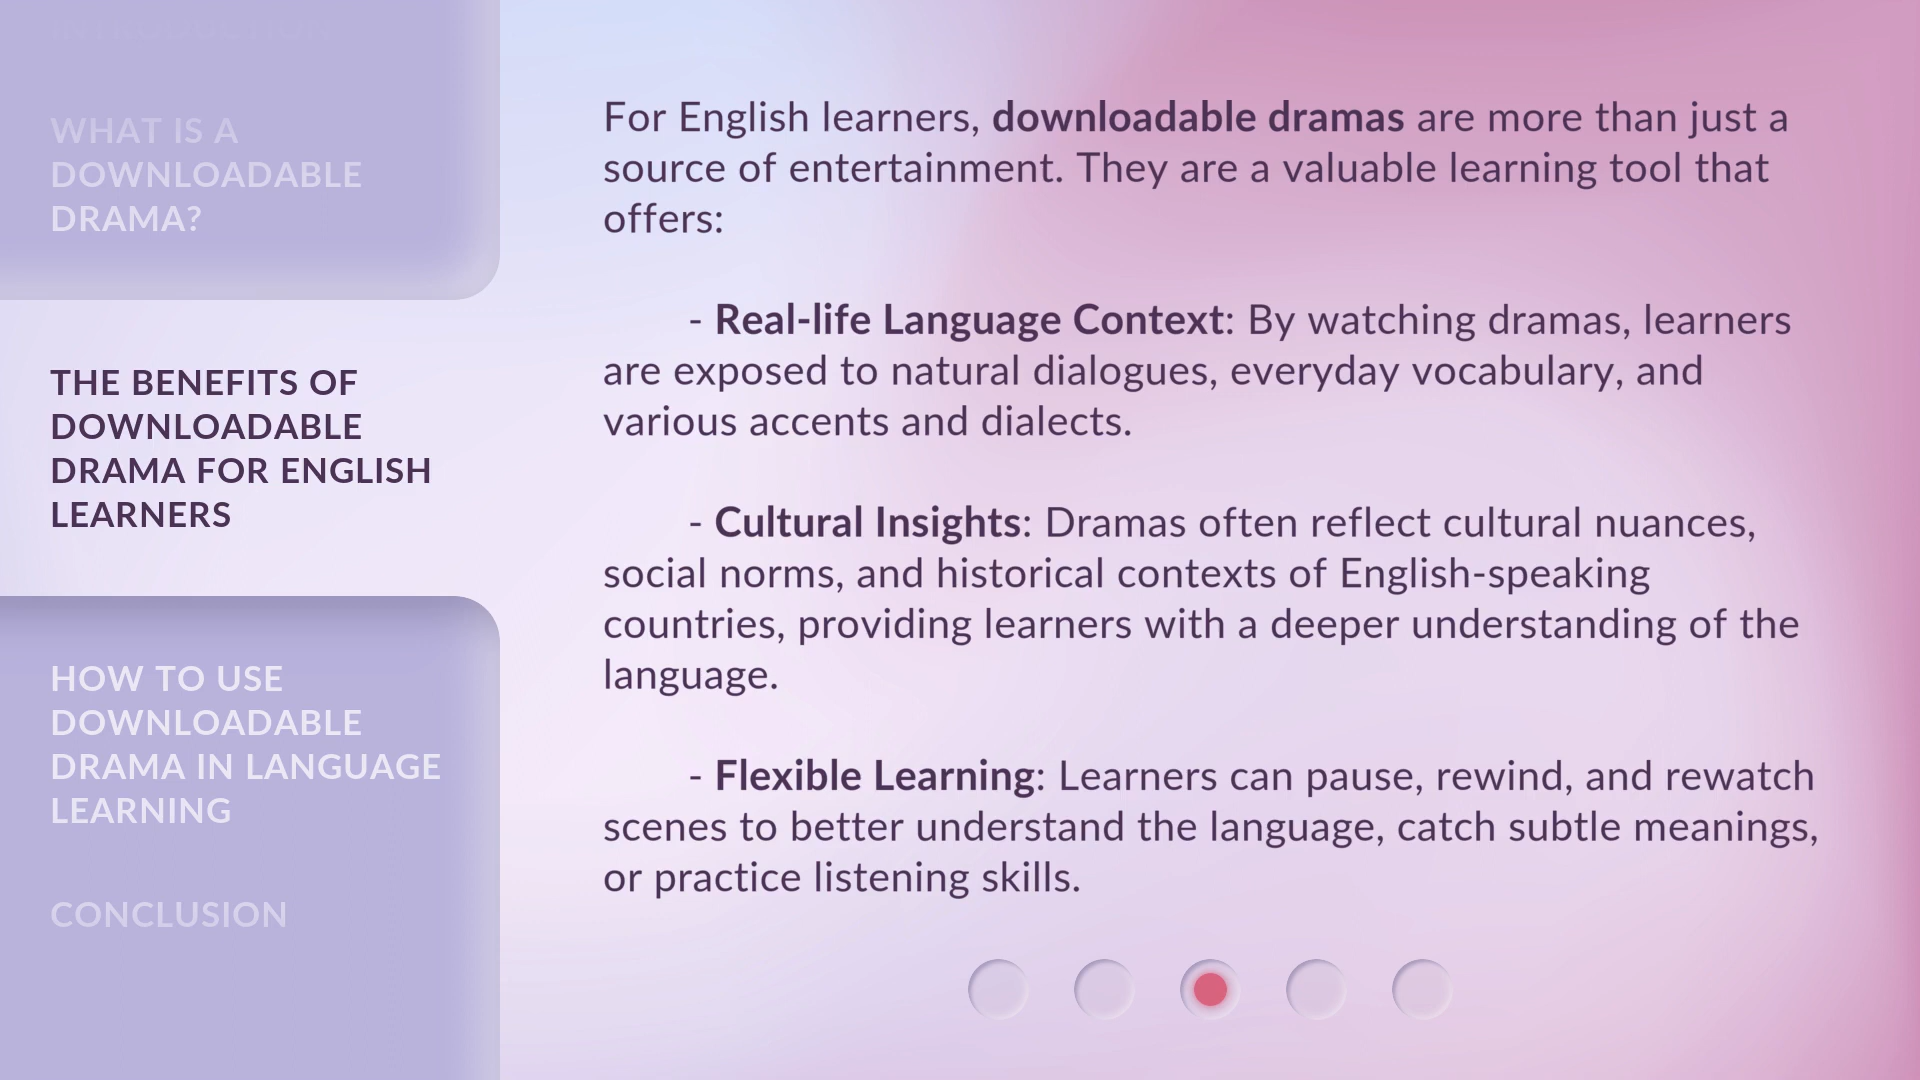 INTRODUCTION
WHAT IS A
DOWNLOADABLE
DRAMA?
THE BENEFITS OF
DOWNLOADABLE
DRAMA FOR ENGLISH
LEARNERS
HOW TO USE
DOWNLOADABLE
DRAMA IN LANGUAGE
LEARNING
CONCLUSION
For English learners, downloadable dramas are more than just a
source of entertainment. They are a valuable learning tool that
offers:
- Real-life Language Context: By watching dramas, learners
are exposed to natural dialogues, everyday vocabulary, and
various accents and dialects.
- Cultural Insights: Dramas often reflect cultural nuances,
social norms, and historical contexts of English-speaking
countries, providing learners with a deeper understanding of the
language.
- Flexible Learning: Learners can pause, rewind, and rewatch
scenes to better understand the language, catch subtle meanings,
or practice listening skills.